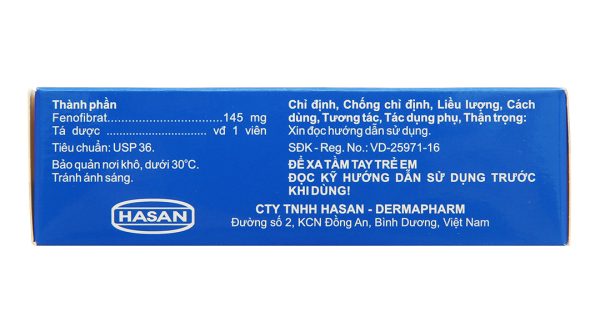 Thành phần
Fenofibrat................................. 145 mg
Tá dược ............................. vđ 1 viên
Tiêu chuẩn: USP 36.
Bảo quản nơi khô, dưới 30°C.
Tránh ánh sáng.
Chỉ định, Chống chỉ định, Liều lượng, Cách
dùng, Tương tác, Tác dụng phụ, Thận trọng:
Xin đọc hướng dẫn sử dụng.
SĐK - Reg. No.: VD-25971-16
ĐỂ XA TẦM TAY TRẺ EM
ĐỌC KỸ HƯỚNG DẪN SỬ DỤNG TRƯỚC
KHI DÙNG!
HASAN
CTY TNHH HASAN - DERMAPHARM
Đường số 2, KCN Đồng An, Bình Dương, Việt Nam